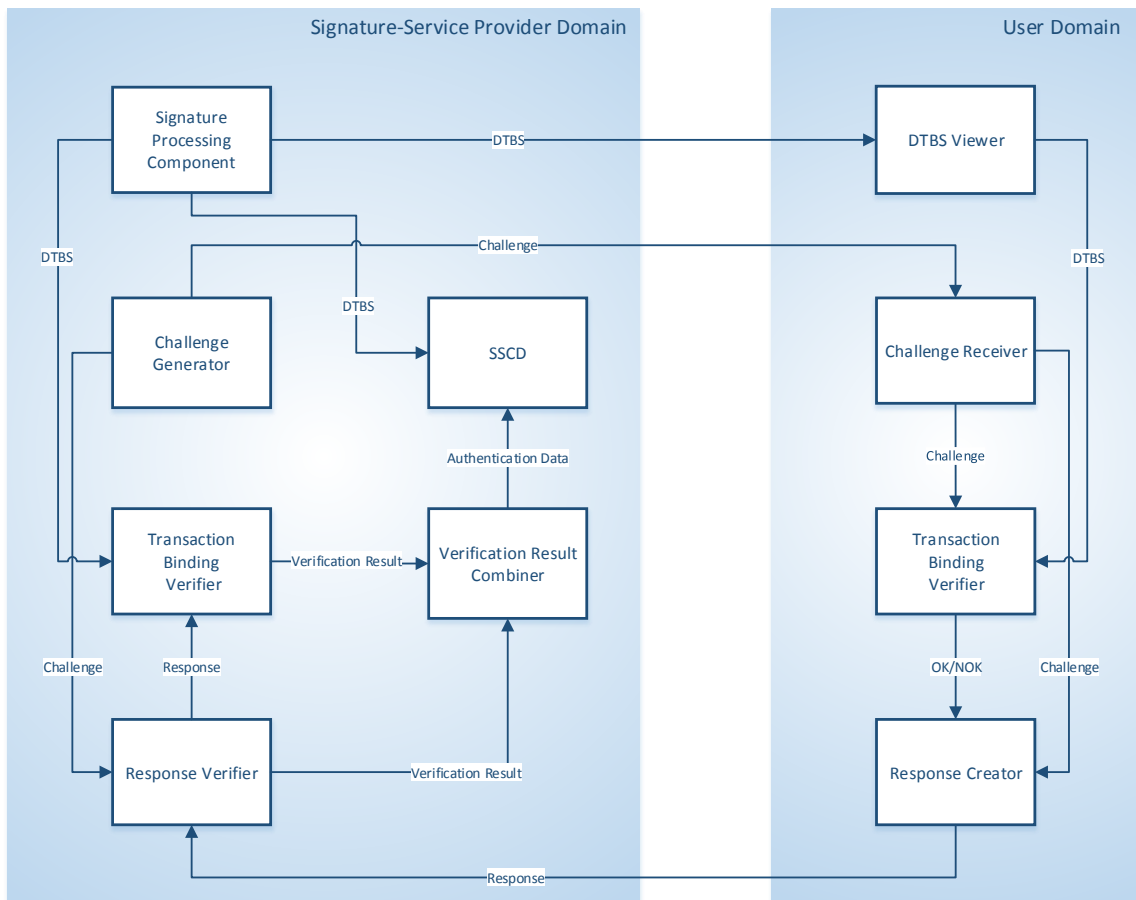 Signature-Service Provider Domain
User Domain
Signature
Processing
Component
DTBS
DTBS Viewer
DTBS
DTBS
Challenge
DTBS
Challenge
Generator
SSCD
Challenge Receiver
Authentication Data
Challenge
Transaction
Binding
Verifier
Verification Result
Verification Result
Combiner
Transaction
Binding
Verifier
Challenge
Response
OK/NOK
Challenge
Response Verifier
Verification Result
Response Creator
Response